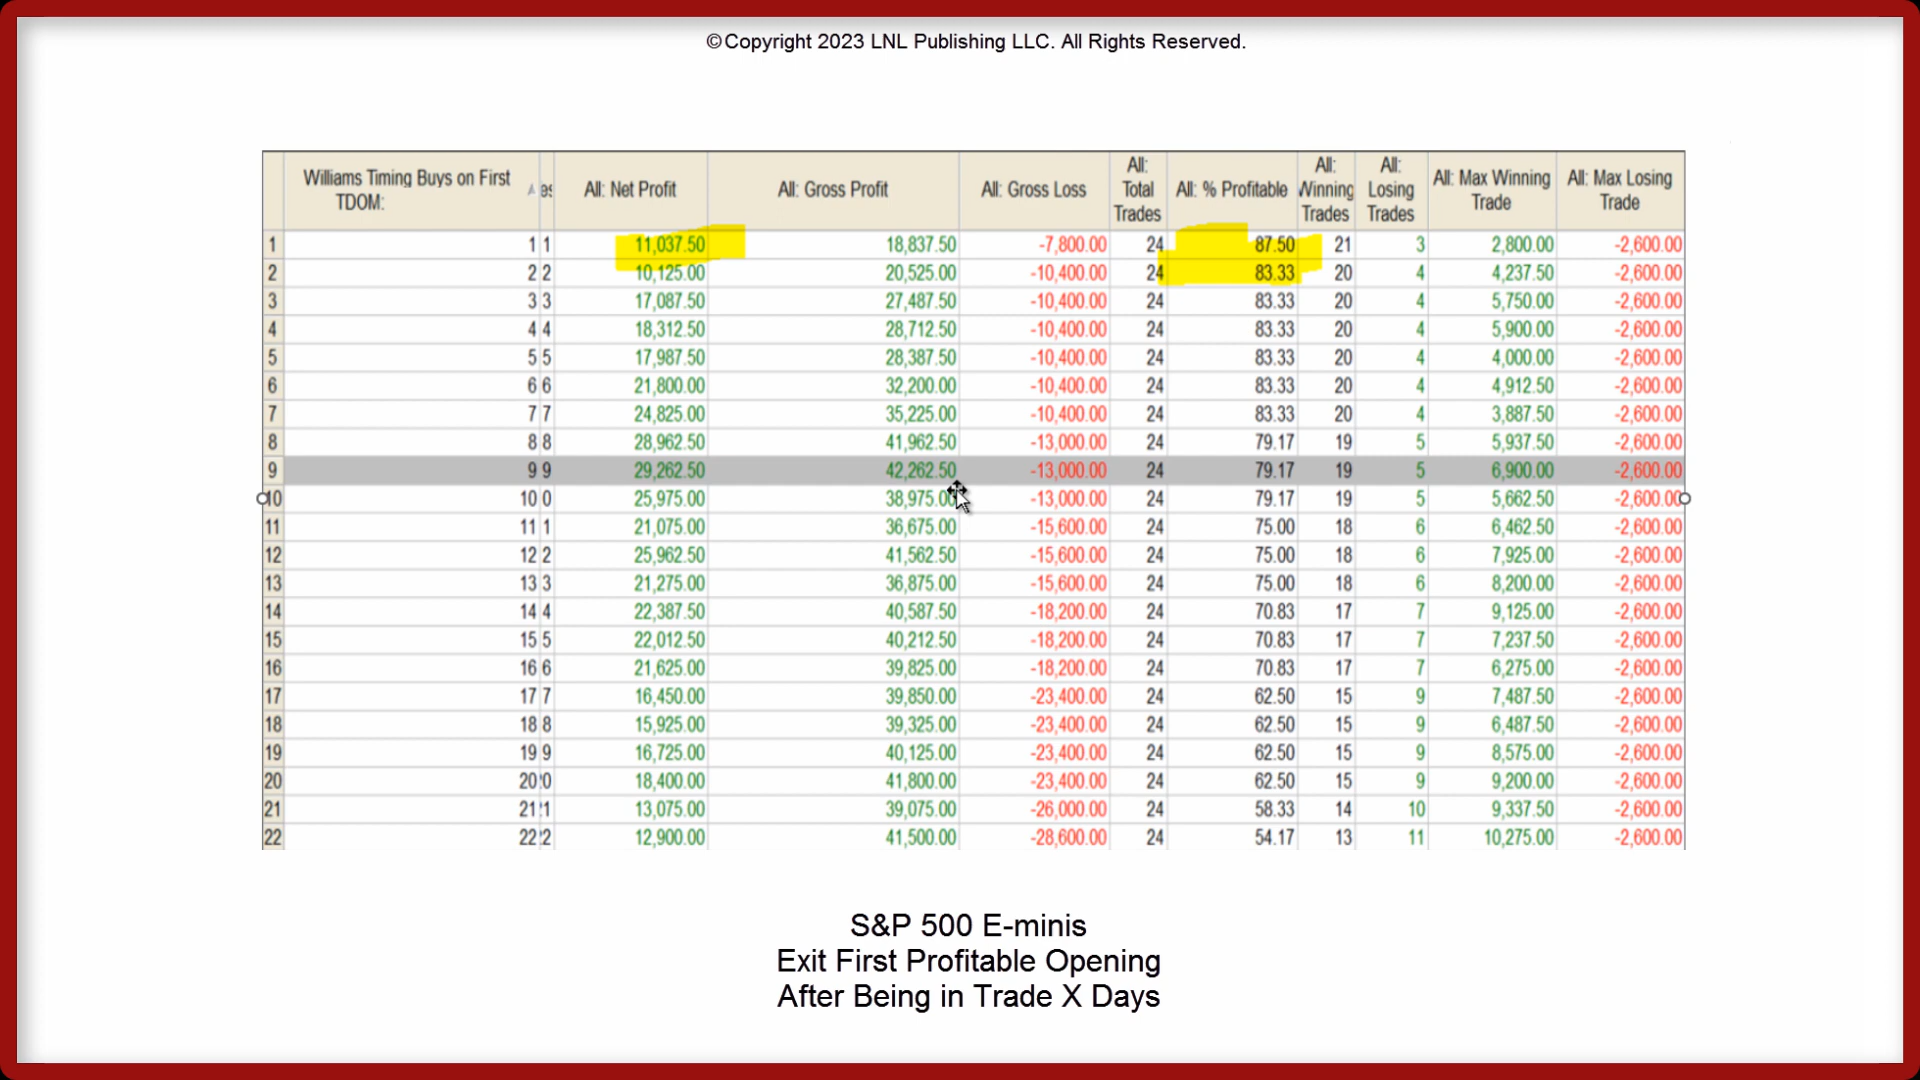 ©Copyright 2023 LNL Publishing LLC. All Rights Reserved.
Williams Timing Buys on First TDOM: es All: Net Profit All: Gross Profit All: Gross Loss All: Total Trades All: % Profitable All: Winning Trades All: Losing Trades All: Max Winning Trade All: Max Losing Trade
1 1 1 11,037.50 18,837.50 -7,800.00 24 87.50 21 3 2,800.00 -2,600.00
2 2 2 10,125.00 20,525.00 -10,400.00 24 83.33 20 4 4,237.50 -2,600.00
3 3 3 17,087.50 27,487.50 -10,400.00 24 83.33 20 4 5,750.00 -2,600.00
4 4 4 18,312.50 28,712.50 -10,400.00 24 83.33 20 4 5,900.00 -2,600.00
5 5 5 17,987.50 28,387.50 -10,400.00 24 83.33 20 4 4,000.00 -2,600.00
6 6 6 21,800.00 32,200.00 -10,400.00 24 83.33 20 4 4,912.50 -2,600.00
7 7 7 24,825.00 35,225.00 -10,400.00 24 83.33 20 4 3,887.50 -2,600.00
8 8 8 28,962.50 41,962.50 -13,000.00 24 79.17 19 5 5,937.50 -2,600.00
9 9 9 29,262.50 42,262.50 -13,000.00 24 79.17 19 5 6,900.00 -2,600.00
10 10 0 25,975.00 38,975.00 -13,000.00 24 79.17 19 5 5,662.50 -2,600.00
11 11 1 21,075.00 36,675.00 -15,600.00 24 75.00 18 6 6,462.50 -2,600.00
12 12 2 25,962.50 41,562.50 -15,600.00 24 75.00 18 6 7,925.00 -2,600.00
13 13 3 21,275.00 36,875.00 -15,600.00 24 75.00 18 6 8,200.00 -2,600.00
14 14 4 22,387.50 40,587.50 -18,200.00 24 70.83 17 7 9,125.00 -2,600.00
15 15 5 22,012.50 40,212.50 -18,200.00 24 70.83 17 7 7,237.50 -2,600.00
16 16 6 21,625.00 39,825.00 -18,200.00 24 70.83 17 7 6,275.00 -2,600.00
17 17 7 16,450.00 39,850.00 -23,400.00 24 62.50 15 9 7,487.50 -2,600.00
18 18 8 15,925.00 39,325.00 -23,400.00 24 62.50 15 9 6,487.50 -2,600.00
19 19 9 16,725.00 40,125.00 -23,400.00 24 62.50 15 9 8,575.00 -2,600.00
20 20 0 18,400.00 41,800.00 -23,400.00 24 62.50 15 9 9,200.00 -2,600.00
21 21 1 13,075.00 39,075.00 -26,000.00 24 58.33 14 10 9,337.50 -2,600.00
22 22 2 12,900.00 41,500.00 -28,600.00 24 54.17 13 11 10,275.00 -2,600.00
S&P 500 E-minis
Exit First Profitable Opening
After Being in Trade X Days